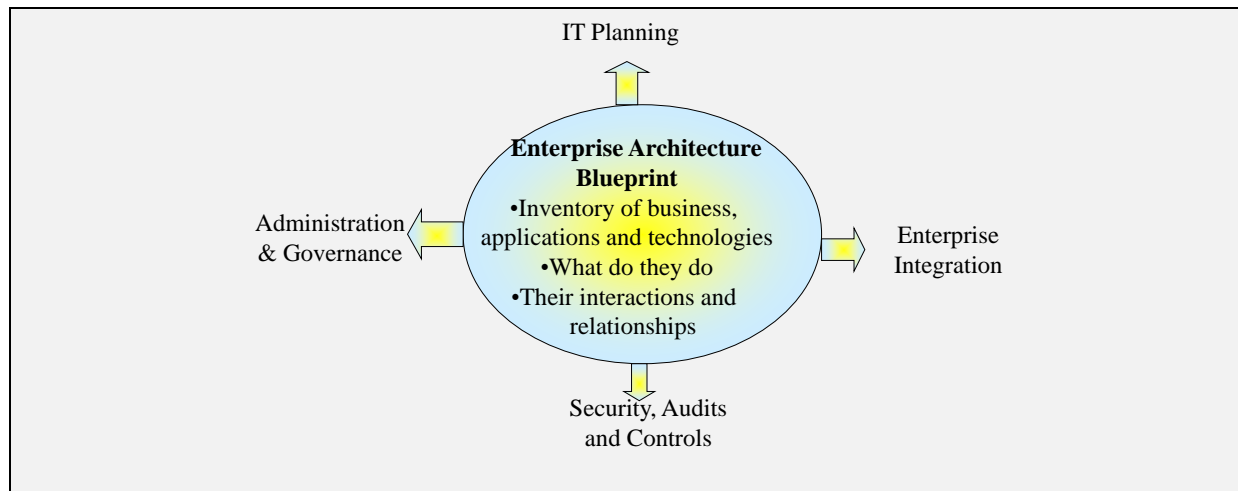 IT Planning
Enterprise Architecture
Blueprint
•Inventory of business,
applications and technologies
•What do they do
•Their interactions and
relationships
Administration
& Governance
Enterprise
Integration
Security, Audits
and Controls